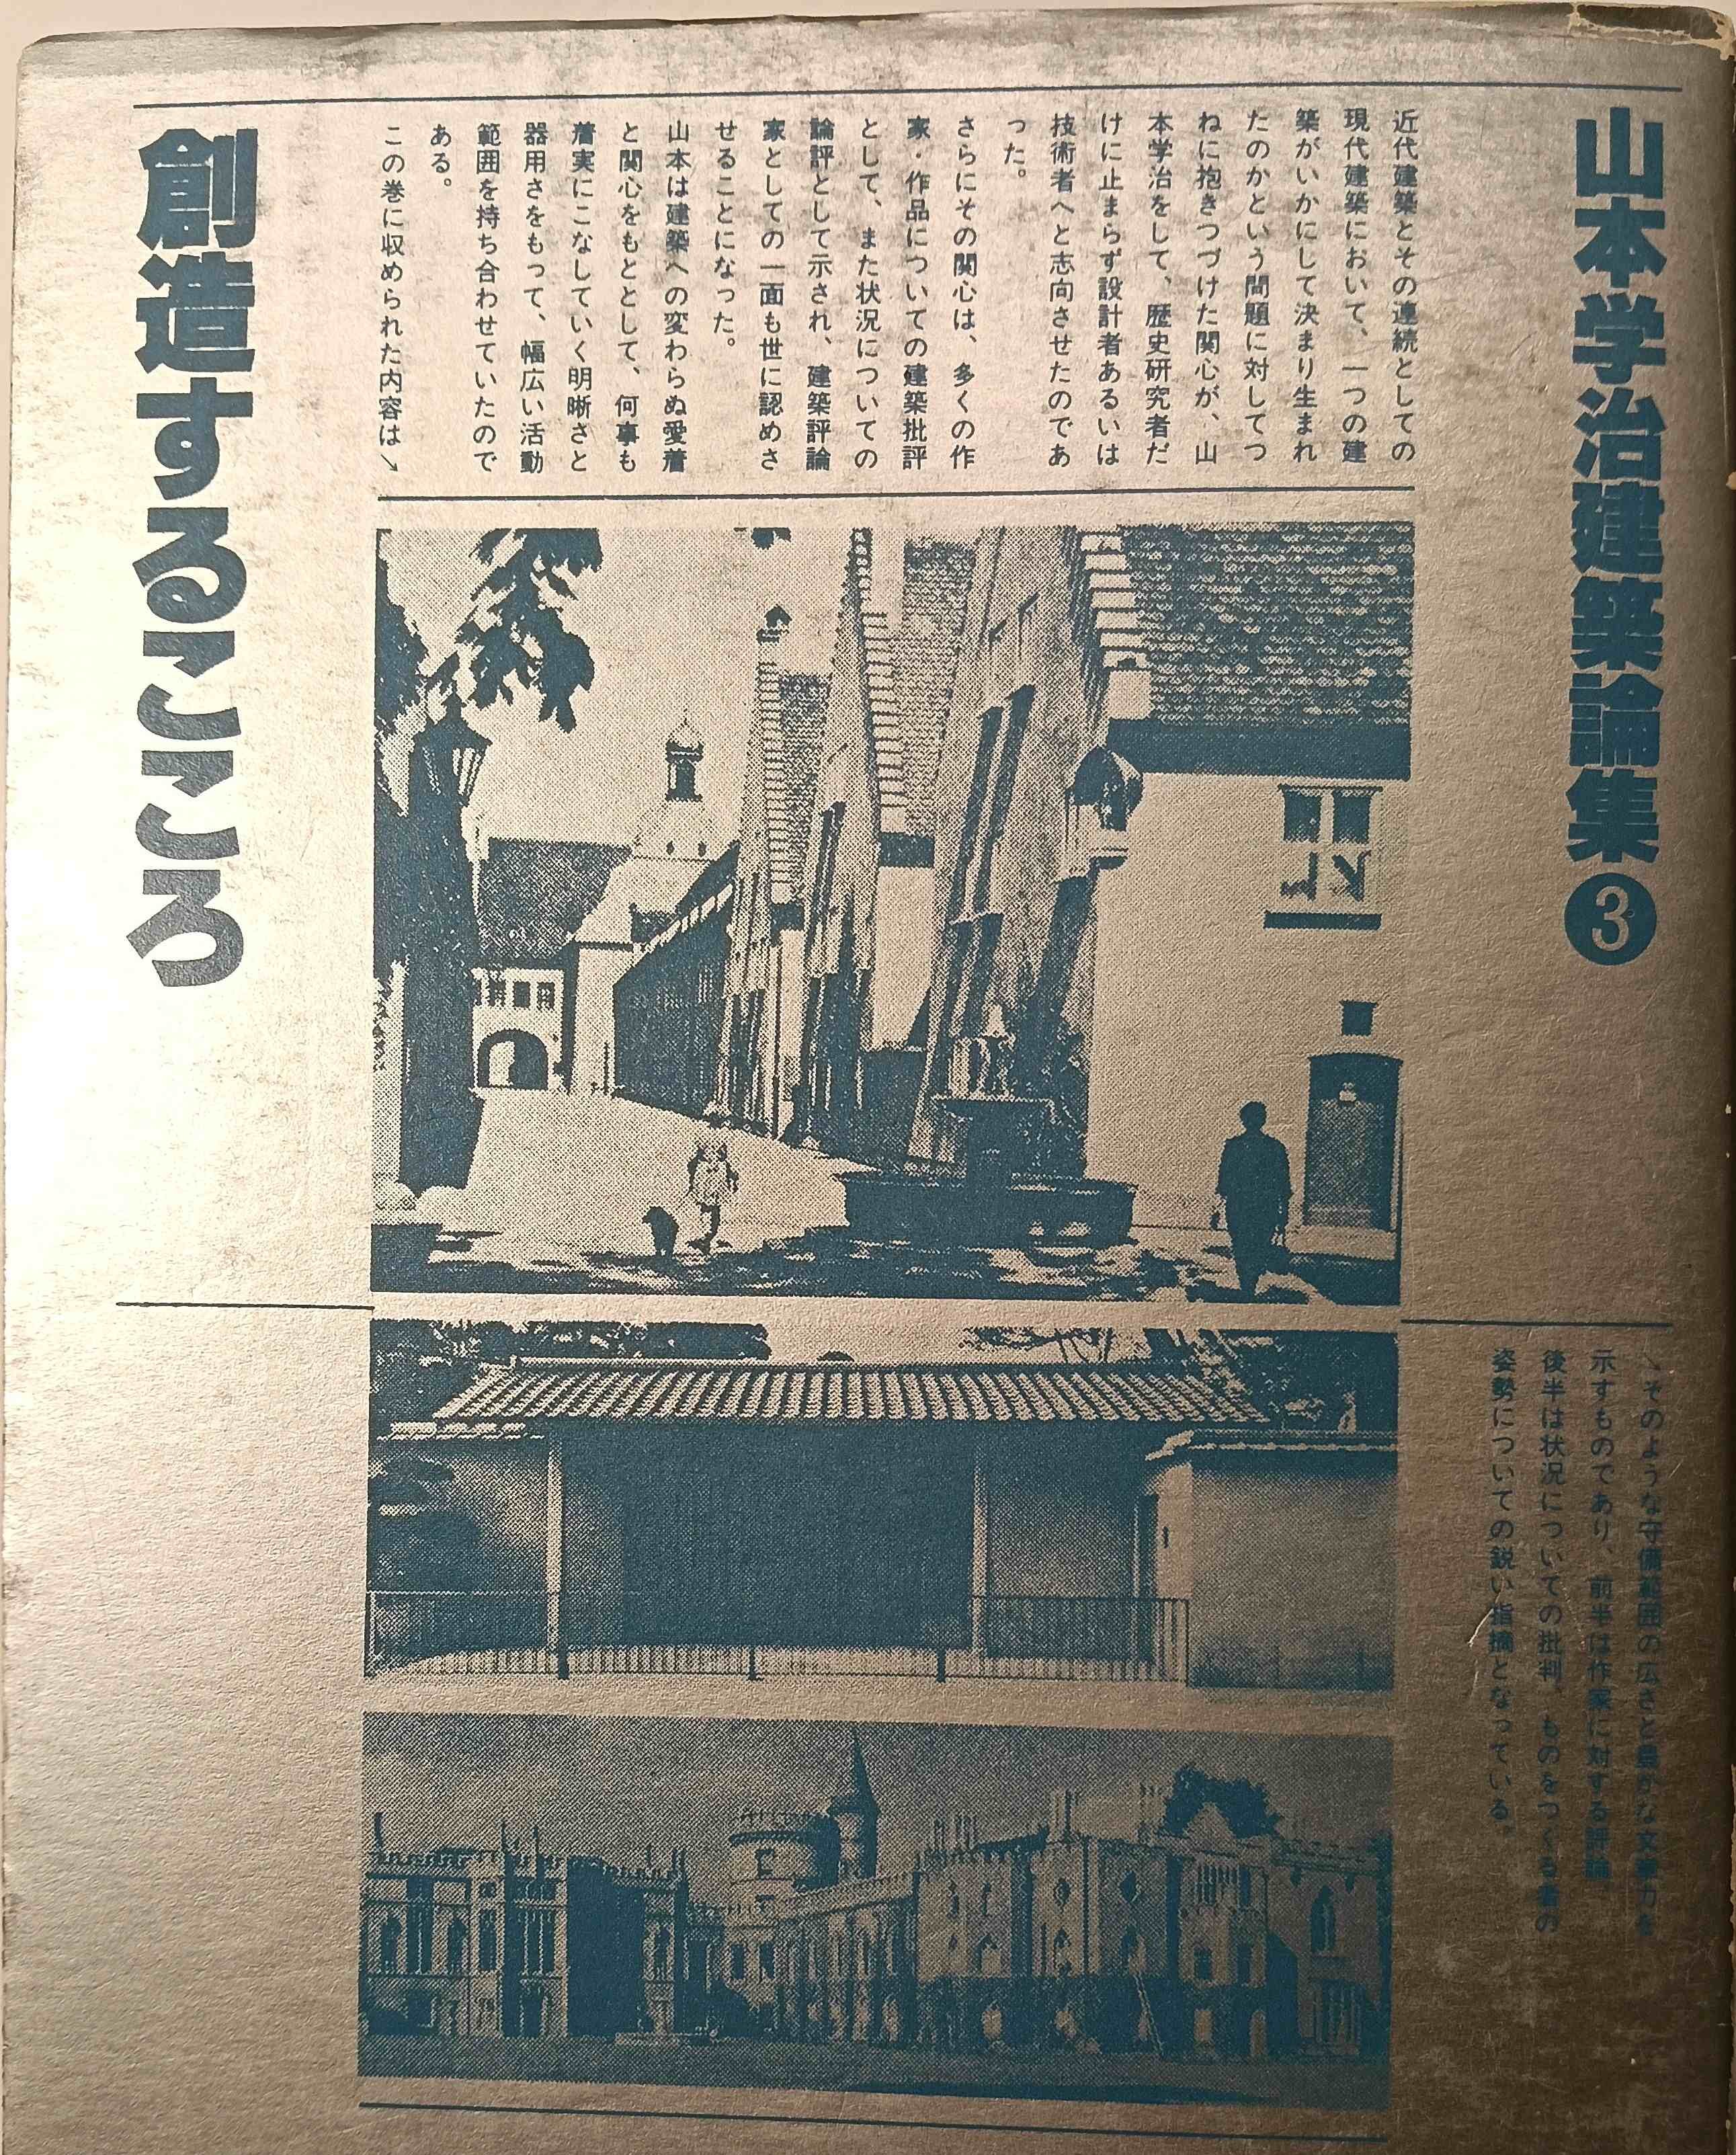 山本学治建築論集❸
近代建築とその連続としての
現代建築において、一つの建
築がいかにして決まり生まれ
たのかという問題に対してつ
ねに抱きつづけた関心が、山
本学治をして、歴史研究者だ
けに止まらず設計者あるいは
技術者へと志向させたのであ
った。
さらにその関心は、多くの作
家・作品についての建築批評
として、また状況についての
論評として示され、建築評論
家としての一面も世に認めさ
せることになった。
山本は建築への変わらぬ愛着
と関心をもととして、何事も
着実にこなしていく明晰さと
器用さをもって、幅広い活動
範囲を持ち合わせていたので
ある。
この巻に収められた内容は↘
創造するこころ
↘そのような守備範囲の広さと豊かな文章力を
示すものであり、前半は作家に対する評論、
後半は状況についての批判、ものをつくる者の
姿勢についての鋭い指摘となっている。